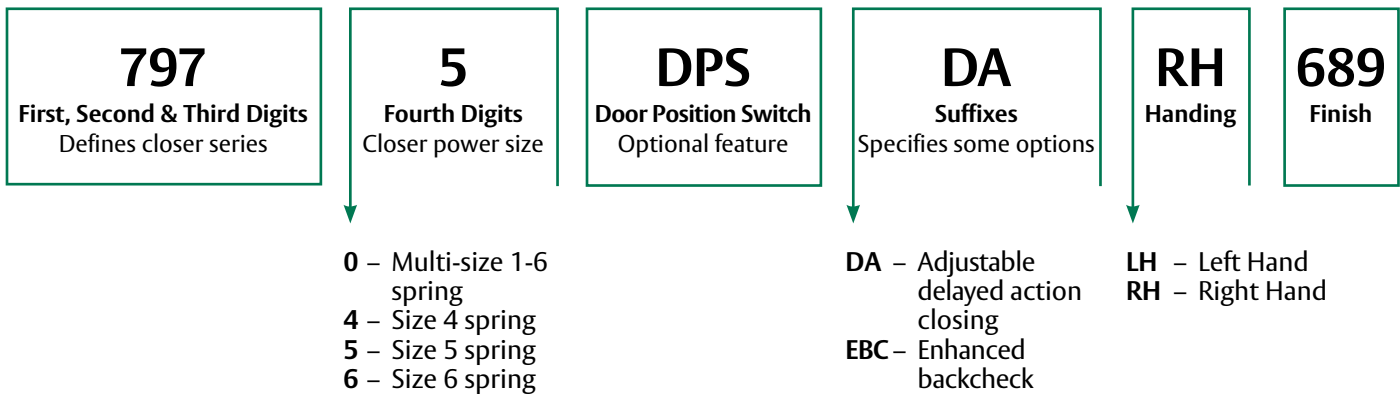 797
First, Second & Third Digits
Defines closer series
5
Fourth Digits
Closer power size
DPS
Door Position Switch
Optional feature
DA
Suffixes
Specifies some options
RH
Handing
689
Finish
0 – Multi-size 1-6
spring
4 – Size 4 spring
5 – Size 5 spring
6 – Size 6 spring
DA – Adjustable
delayed action
closing
EBC – Enhanced
backcheck
LH – Left Hand
RH – Right Hand